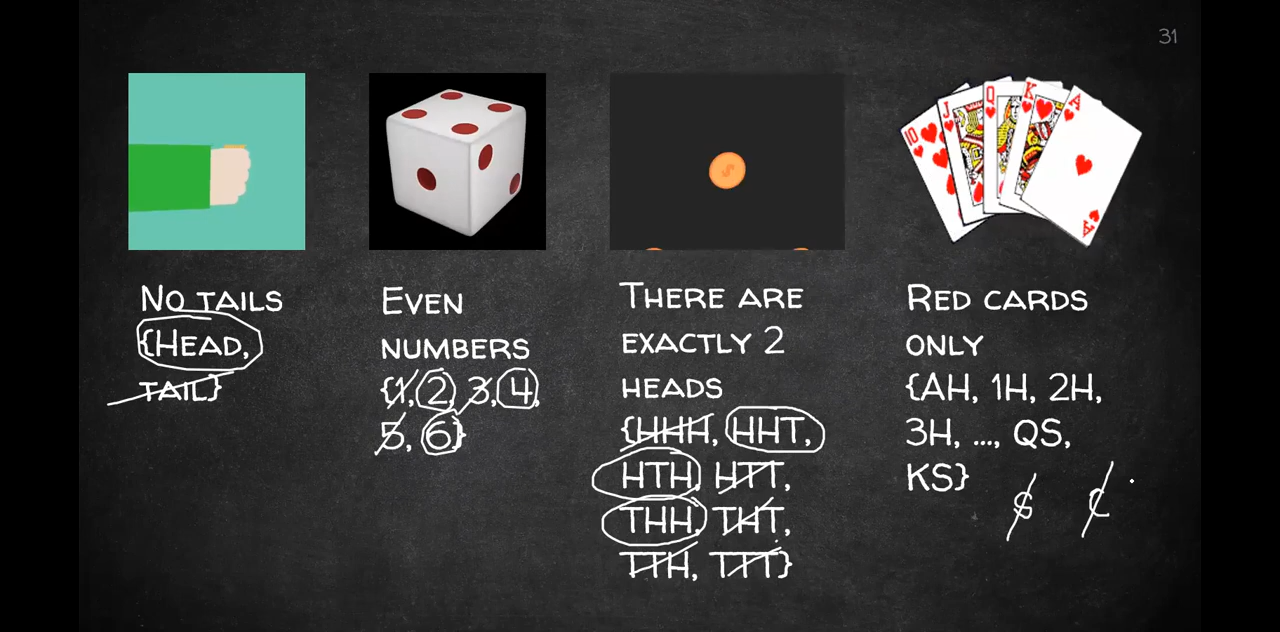 31
No tails
{Head,
tail}
Even
numbers
{1, 2, 3, 4,
5, 6}
There are
exactly 2
heads
{HHH, HHT,
HTH, HTT,
THH, THT,
TTH, TTT}
Red cards
only
{AH, 1H, 2H,
3H, …, QS,
KS}
S C
10 J Q K A
A